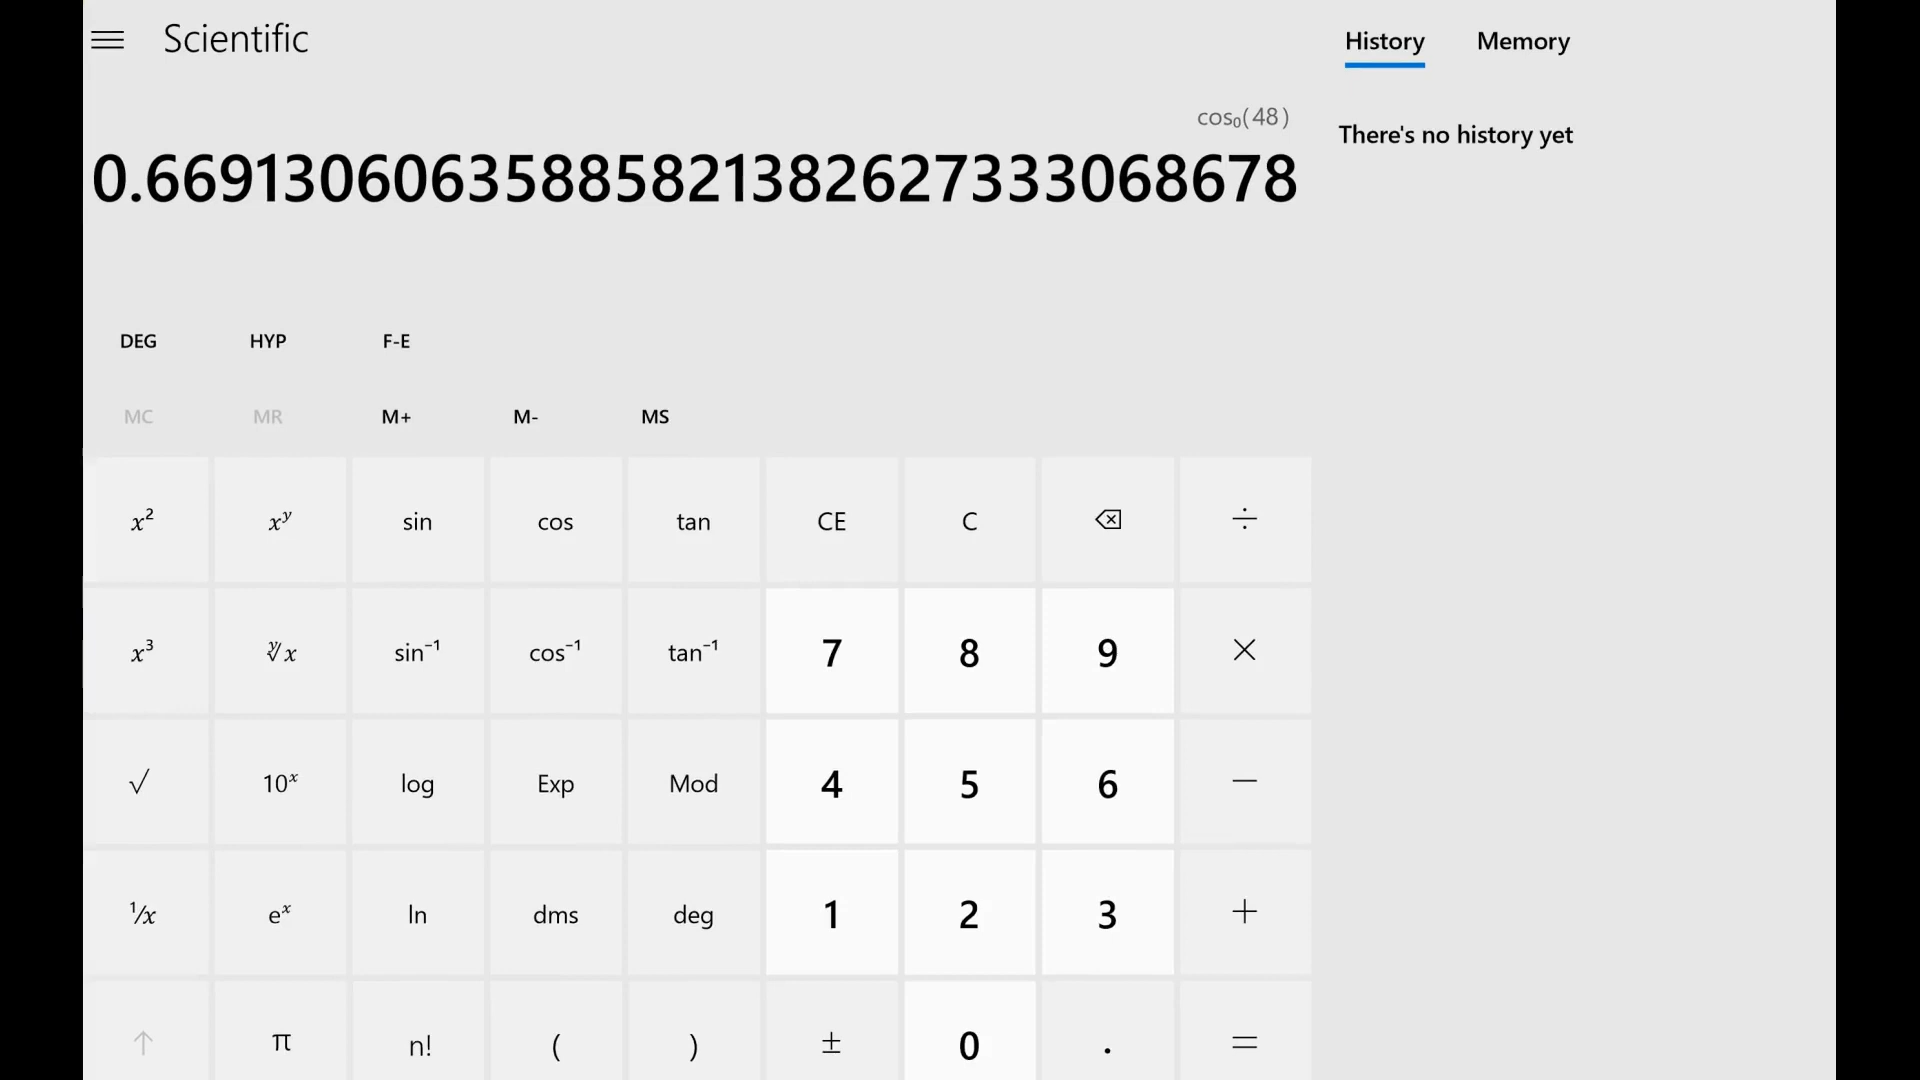 Scientific
History Memory
cos₀(48)
There's no history yet
0.66913060635885821382627333068678
DEG HYP F-E
MC MR M+ M- MS
x² xʸ sin cos tan CE C ÷
x³ ʸ√x sin⁻¹ cos⁻¹ tan⁻¹ 7 8 9 ×
√ 10ˣ log Exp Mod 4 5 6 −
¹/x eˣ ln dms deg 1 2 3 +
↑ π n! ( ) ± 0 . =